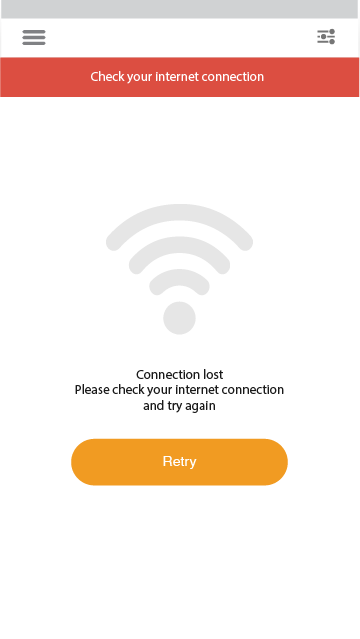 Check your internet connection
Connection lost
Please check your internet connection
and try again
Retry